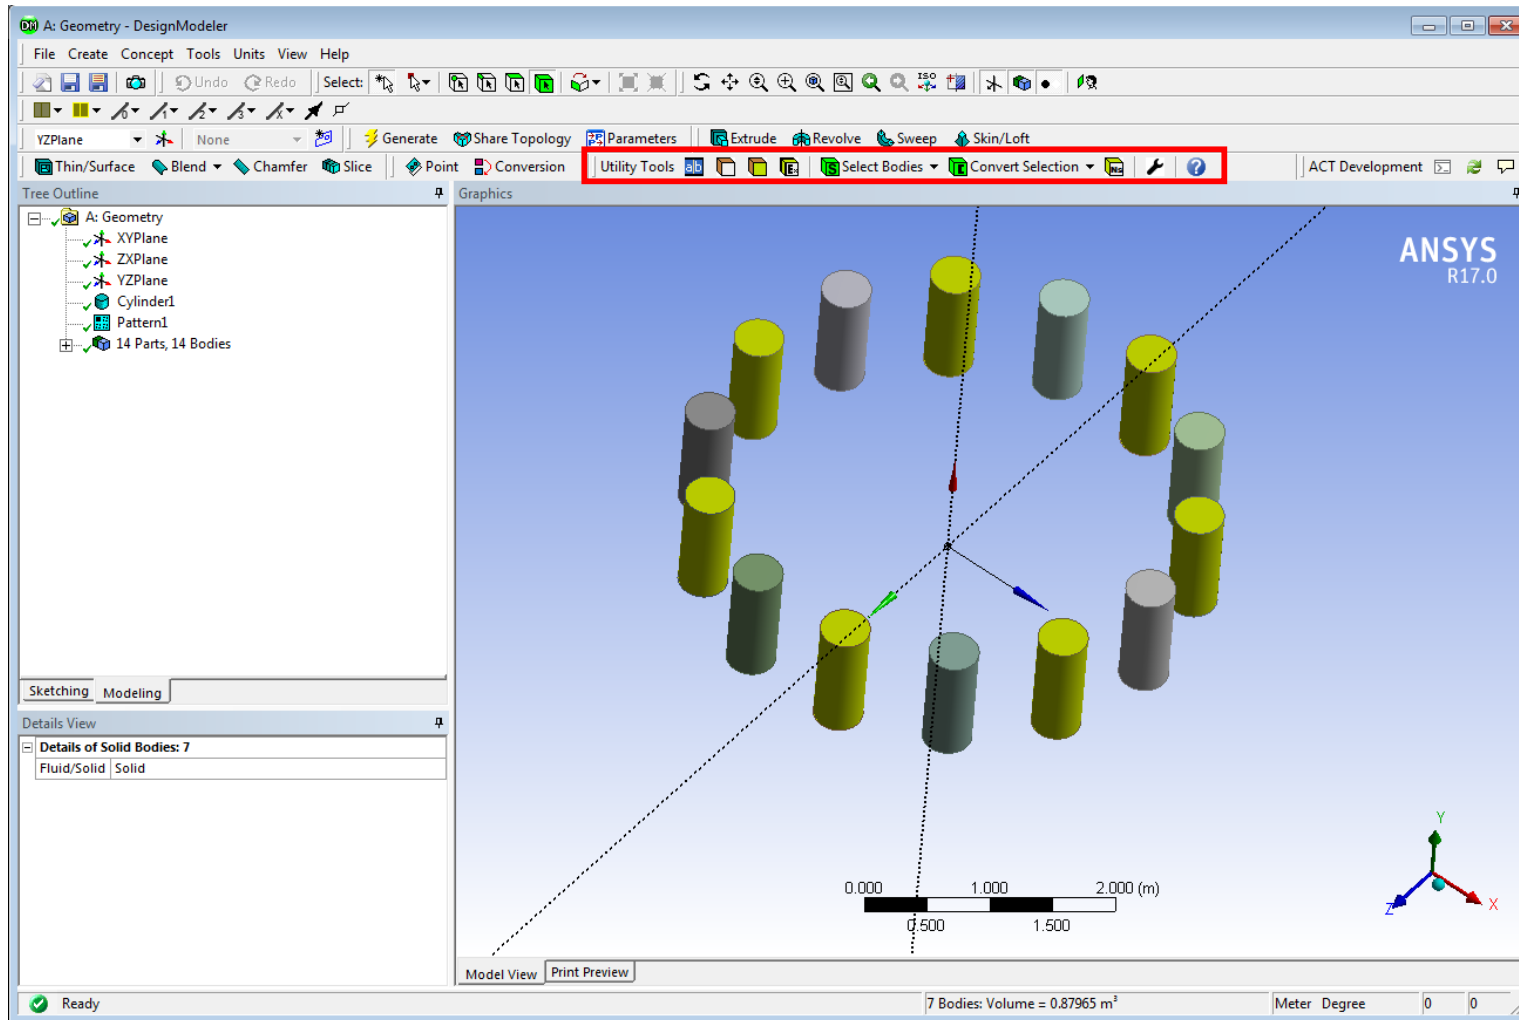 DM A: Geometry - DesignModeler
File Create Concept Tools Units View Help
Undo Redo Select: ISO
YZPlane None Generate Share Topology Parameters Extrude Revolve Sweep Skin/Loft
Thin/Surface Blend Chamfer Slice Point Conversion Utility Tools ab Select Bodies Convert Selection Ns ACT Development
Tree Outline Graphics
A: Geometry
XYPlane
ZXPlane
YZPlane
Cylinder1
Pattern1
14 Parts, 14 Bodies
ANSYS
R17.0
Sketching Modeling
Details View
Details of Solid Bodies: 7
Fluid/Solid Solid
0.000 1.000 2.000 (m)
0.500 1.500
Y
Z X
Model View Print Preview
Ready 7 Bodies: Volume = 0.87965 m³ Meter Degree 0 0